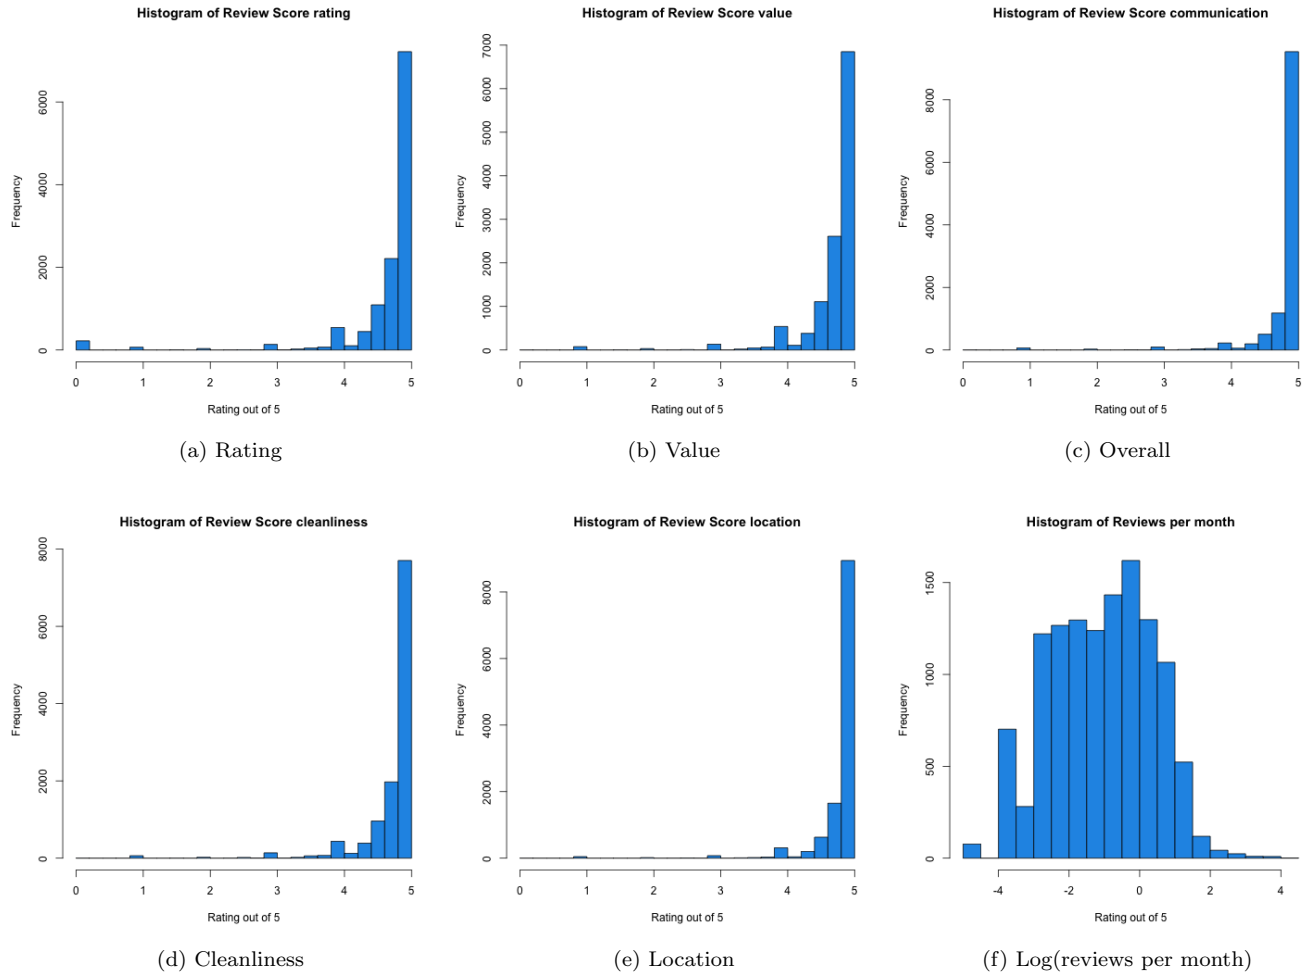 Histogram of Review Score rating
Frequency
0
2000
4000
6000
0 1 2 3 4 5
Rating out of 5
(a) Rating
Histogram of Review Score value
Frequency
0
1000
2000
3000
4000
5000
6000
7000
0 1 2 3 4 5
Rating out of 5
(b) Value
Histogram of Review Score communication
Frequency
0
2000
4000
6000
8000
0 1 2 3 4 5
Rating out of 5
(c) Overall
Histogram of Review Score cleanliness
Frequency
0
2000
4000
6000
8000
0 1 2 3 4 5
Rating out of 5
(d) Cleanliness
Histogram of Review Score location
Frequency
0
2000
4000
6000
8000
0 1 2 3 4 5
Rating out of 5
(e) Location
Histogram of Reviews per month
Frequency
0
500
1000
1500
-4 -2 0 2 4
Rating out of 5
(f) Log(reviews per month)